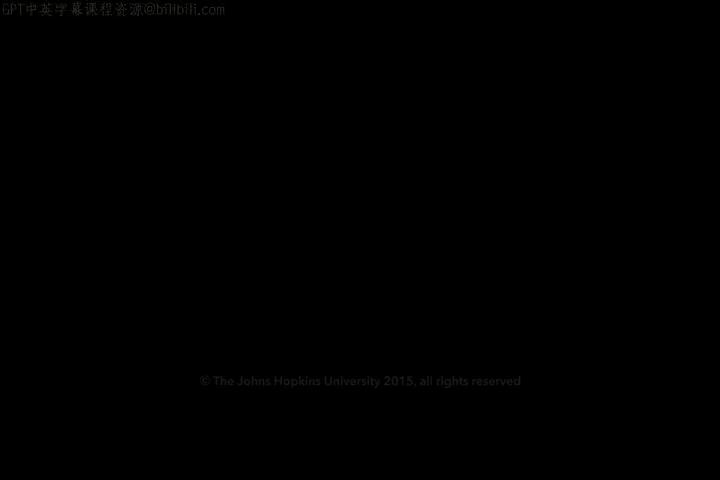 GPT中英字幕课程资源@bilibili.com
© The Johns Hopkins University 2015, all rights reserved